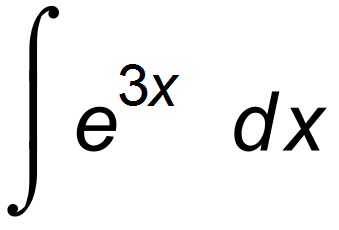 ∫ e^{3x} dx